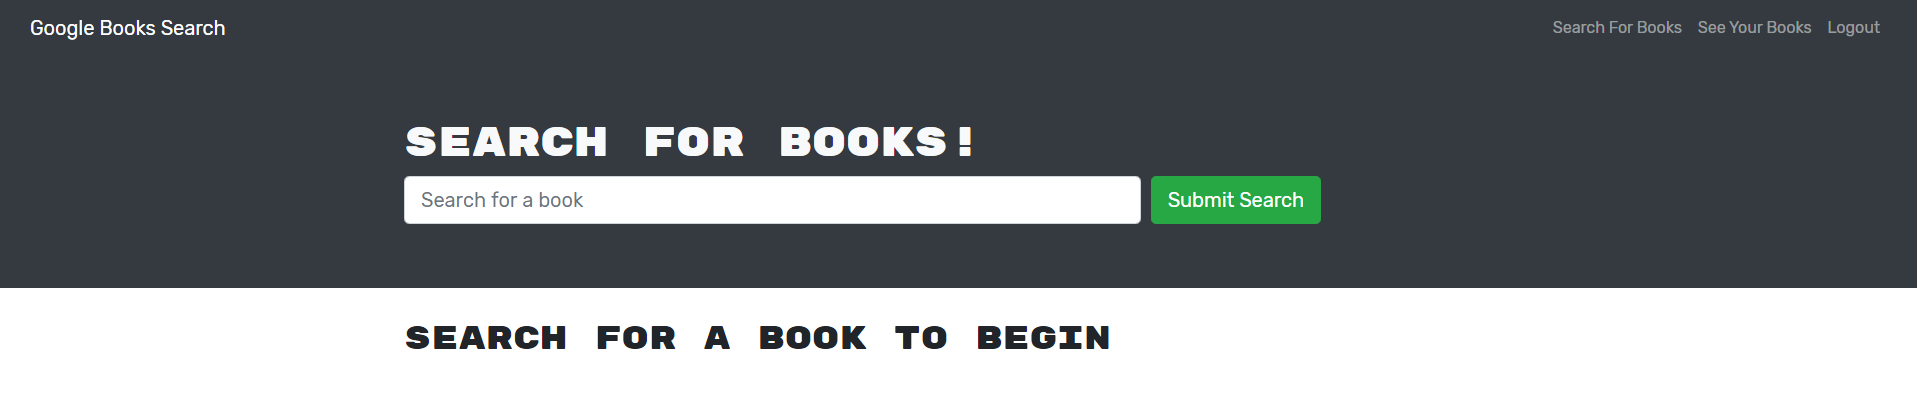 Google Books Search Search For Books See Your Books Logout
SEARCH FOR BOOKS!
Search for a book Submit Search
SEARCH FOR A BOOK TO BEGIN